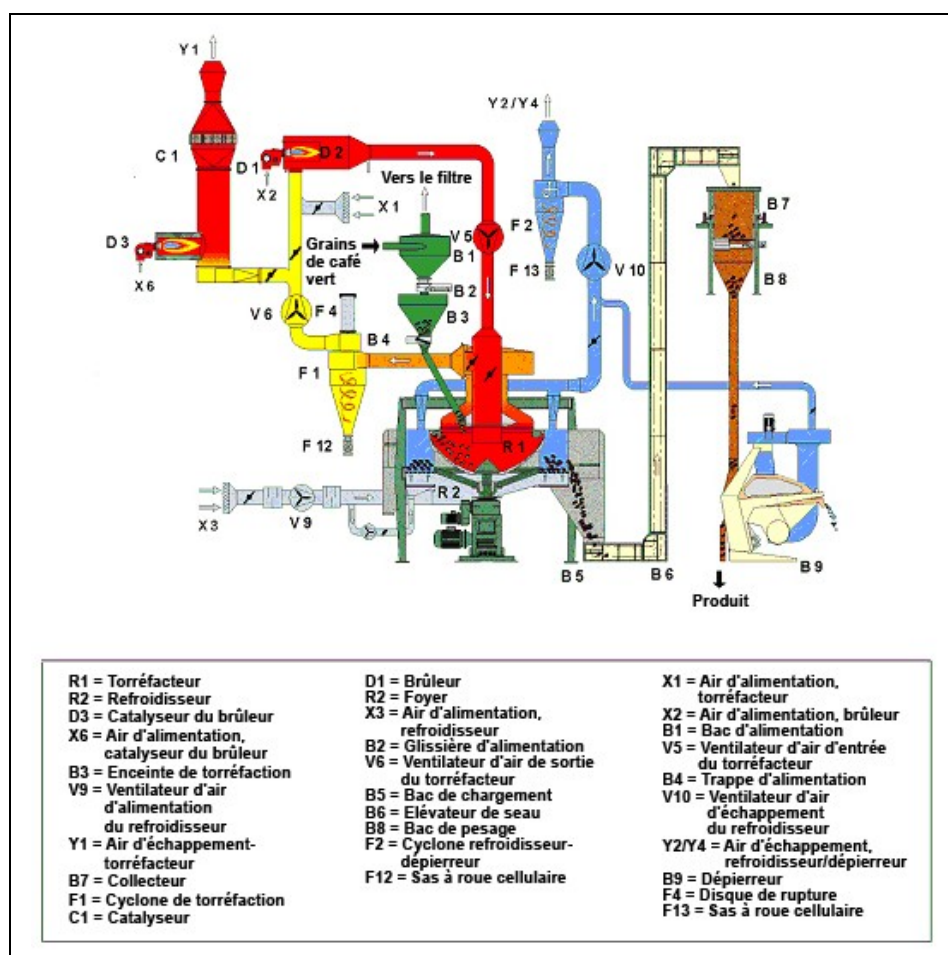 Y 1
Y 2 / Y 4
C 1
D 1
D 2
X 2
Vers le filtre
X 1
V 5
F 2
B 7
D 3
Grains
de café
vert
B 1
F 13
V 10
B 8
X 6
B 2
V 6
F 4
B 3
B 4
F 1
F 12
R 1
R 2
X 3
V 9
B 5
B 6
B 9
Produit
R1 = Torréfacteur
R2 = Refroidisseur
D3 = Catalyseur du brûleur
X6 = Air d'alimentation,
catalyseur du brûleur
B3 = Enceinte de torréfaction
V9 = Ventilateur d'air
d'alimentation
du refroidisseur
Y1 = Air d'échappement-
torréfacteur
B7 = Collecteur
F1 = Cyclone de torréfaction
C1 = Catalyseur
D1 = Brûleur
R2 = Foyer
X3 = Air d'alimentation,
refroidisseur
B2 = Glissière d'alimentation
V6 = Ventilateur d'air de sortie
du torréfacteur
B5 = Bac de chargement
B6 = Elévateur de seau
B8 = Bac de pesage
F2 = Cyclone refroidisseur-
dépierreur
F12 = Sas à roue cellulaire
X1 = Air d'alimentation,
torréfacteur
X2 = Air d'alimentation, brûleur
B1 = Bac d'alimentation
V5 = Ventilateur d'air d'entrée
du torréfacteur
B4 = Trappe d'alimentation
V10 = Ventilateur d'air
d'échappement
du refroidisseur
Y2/Y4 = Air d'échappement,
refroidisseur/dépierreur
B9 = Dépierreur
F4 = Disque de rupture
F13 = Sas à roue cellulaire